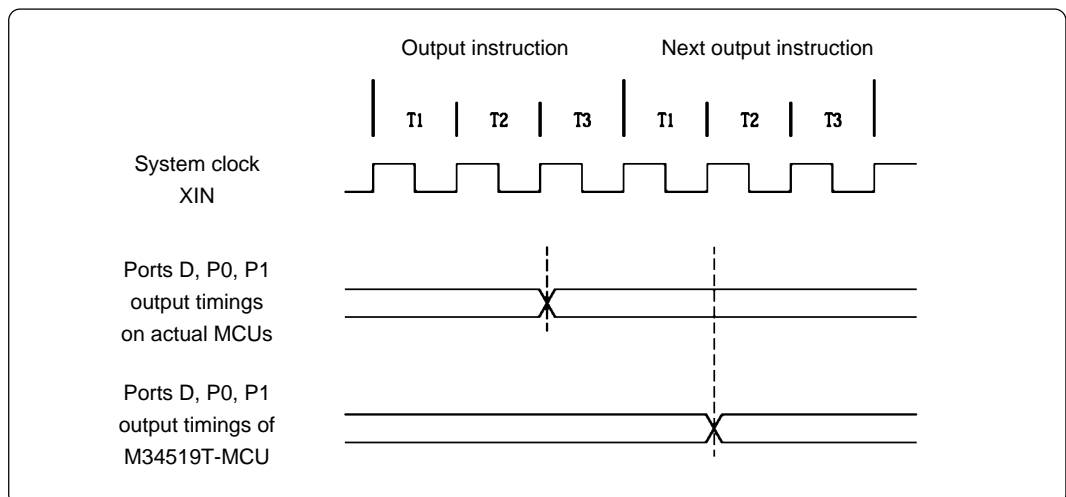 Output instruction Next output instruction
T1 T2 T3 T1 T2 T3
System clock
XIN
Ports D, P0, P1
output timings
on actual MCUs
Ports D, P0, P1
output timings of
M34519T-MCU